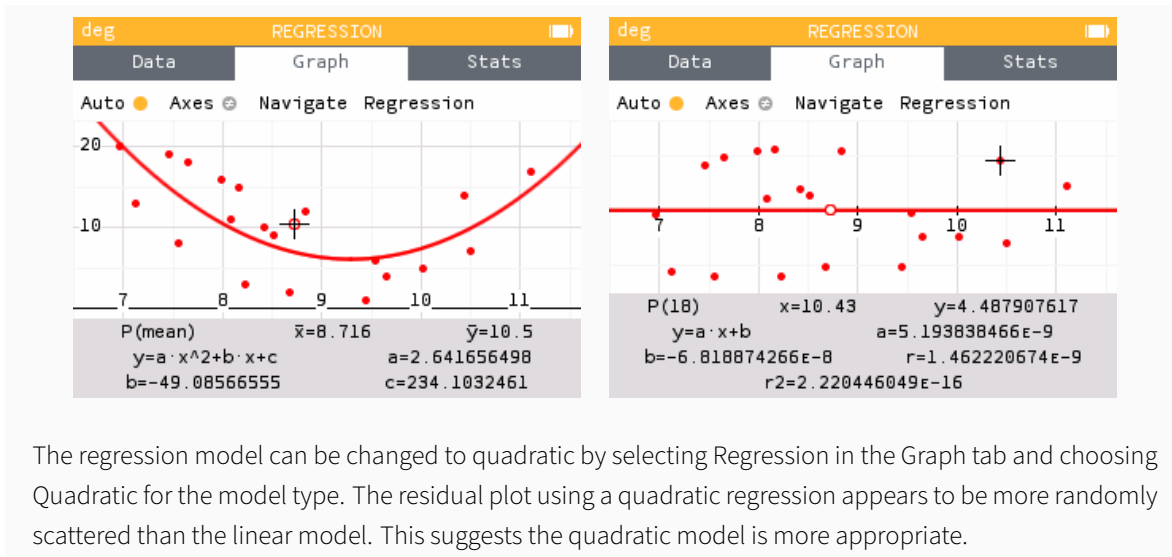 deg REGRESSION
Data Graph Stats
Auto Axes Navigate Regression
20
10
7 8 9 10 11
P(mean) x̄=8.716 ȳ=10.5
y=a·x^2+b·x+c a=2.641656498
b=-49.08566555 c=234.1032461
deg REGRESSION
Data Graph Stats
Auto Axes Navigate Regression
7 8 9 10 11
P(18) x=10.43 y=4.487907617
y=a·x+b a=5.193838466E-9
b=-6.818874266E-8 r=1.462220674E-9
r2=2.220446049E-16
The regression model can be changed to quadratic by selecting Regression in the Graph tab and choosing
Quadratic for the model type. The residual plot using a quadratic regression appears to be more randomly
scattered than the linear model. This suggests the quadratic model is more appropriate.